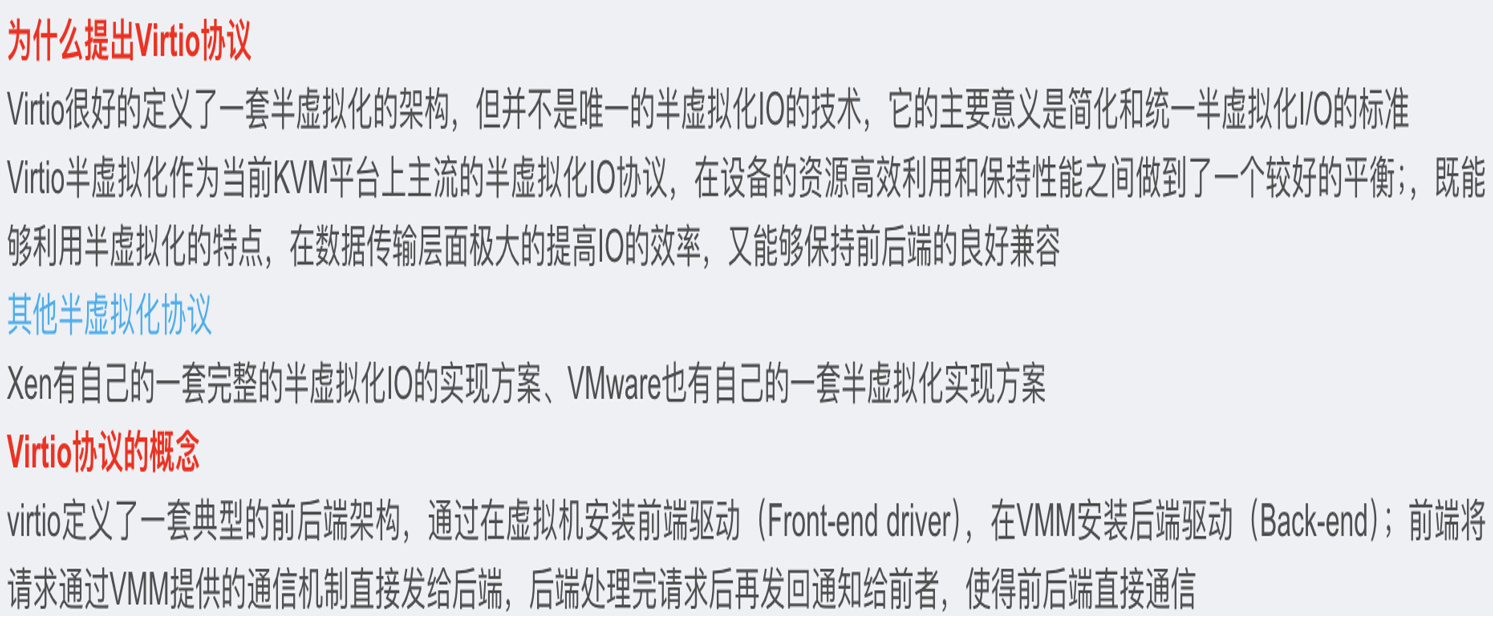 为什么提出Virtio协议
Virtio很好的定义了一套半虚拟化的架构，但并不是唯一的半虚拟化IO的技术，它的主要意义是简化和统一半虚拟化I/O的标准
Virtio半虚拟化作为当前KVM平台上主流的半虚拟化IO协议，在设备的资源高效利用和保持性能之间做到了一个较好的平衡;，既能
够利用半虚拟化的特点，在数据传输层面极大的提高IO的效率，又能够保持前后端的良好兼容
其他半虚拟化协议
Xen有自己的一套完整的半虚拟化IO的实现方案、VMware也有自己的一套半虚拟化实现方案
Virtio协议的概念
virtio定义了一套典型的前后端架构，通过在虚拟机安装前端驱动（Front-end driver），在VMM安装后端驱动（Back-end）；前端将
请求通过VMM提供的通信机制直接发给后端，后端处理完请求后再发回通知给前者，使得前后端直接通信